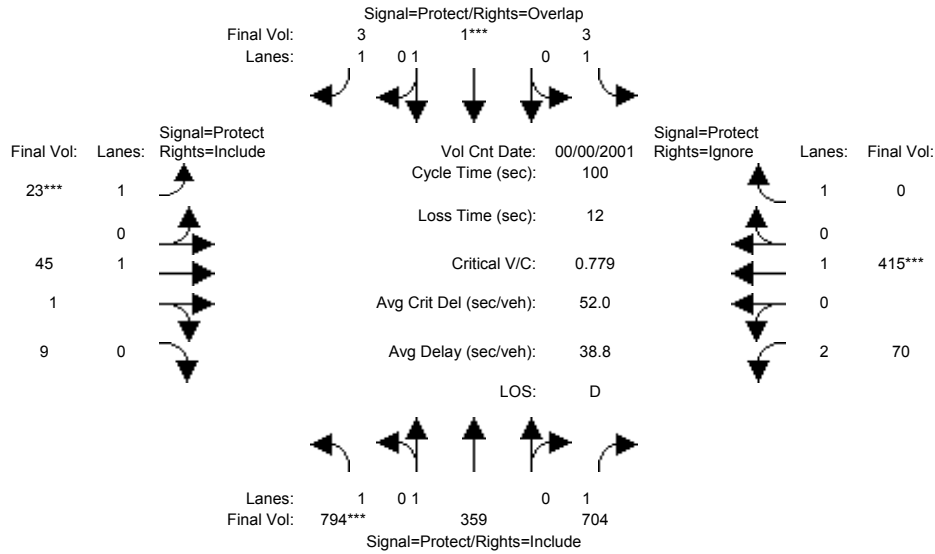 Signal=Protect/Rights=Overlap
Final Vol: 3 1*** 3
Lanes: 1 0 1 0 1
Signal=Protect
Final Vol: Lanes: Rights=Include
Vol Cnt Date: 00/00/2001
Signal=Protect
Rights=Ignore Lanes: Final Vol:
Cycle Time (sec): 100
23*** 1
1 0
Loss Time (sec): 12
0
0
45 1
Critical V/C: 0.779
1 415***
1
Avg Crit Del (sec/veh): 52.0
0
9 0
Avg Delay (sec/veh): 38.8
2 70
LOS: D
Lanes: 1 0 1 0 1
Final Vol: 794*** 359 704
Signal=Protect/Rights=Include